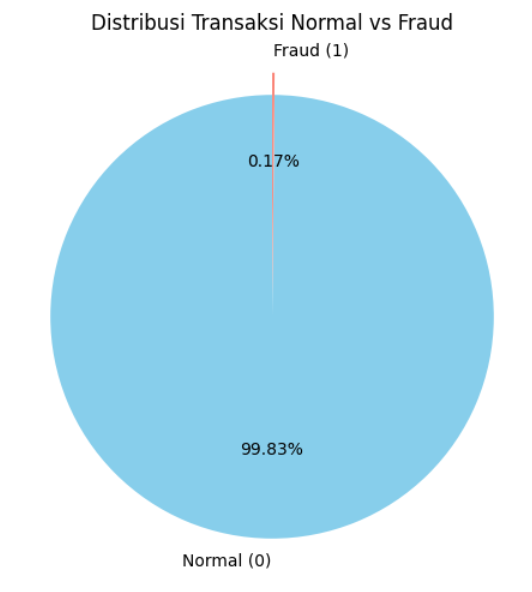 Distribusi Transaksi Normal vs Fraud
Fraud (1)
0.17%
99.83%
Normal (0)